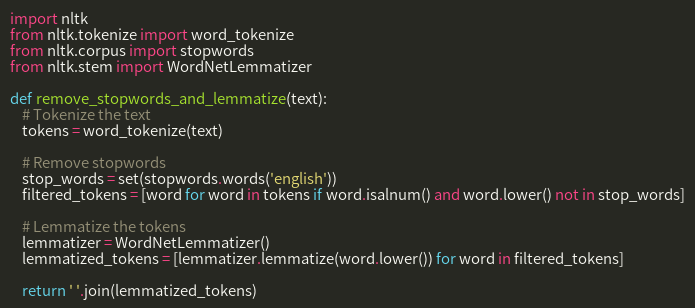 import nltk
from nltk.tokenize import word_tokenize
from nltk.corpus import stopwords
from nltk.stem import WordNetLemmatizer

def remove_stopwords_and_lemmatize(text):
    # Tokenize the text
    tokens = word_tokenize(text)

    # Remove stopwords
    stop_words = set(stopwords.words('english'))
    filtered_tokens = [word for word in tokens if word.isalnum() and word.lower() not in stop_words]

    # Lemmatize the tokens
    lemmatizer = WordNetLemmatizer()
    lemmatized_tokens = [lemmatizer.lemmatize(word.lower()) for word in filtered_tokens]

    return ' '.join(lemmatized_tokens)